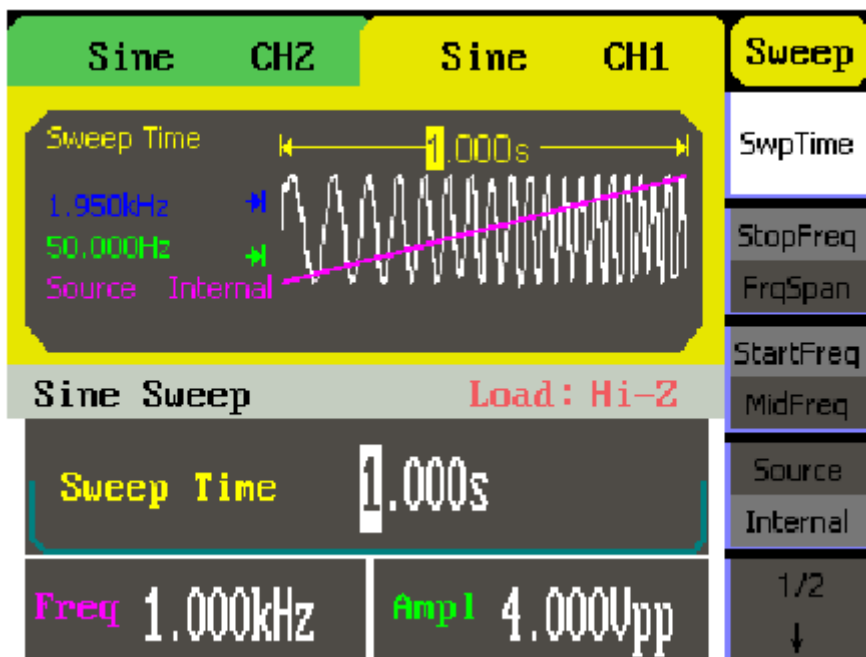 Sine CH2 Sine CH1 Sweep
Sweep Time 1.000s
1.950kHz
50.000Hz
Source Internal
SwpTime
StopFreq
FrqSpan
StartFreq
MidFreq
Source
Internal
1/2
Sine Sweep Load: Hi-Z
Sweep Time 1.000s
Freq 1.000kHz Ampl 4.000Vpp